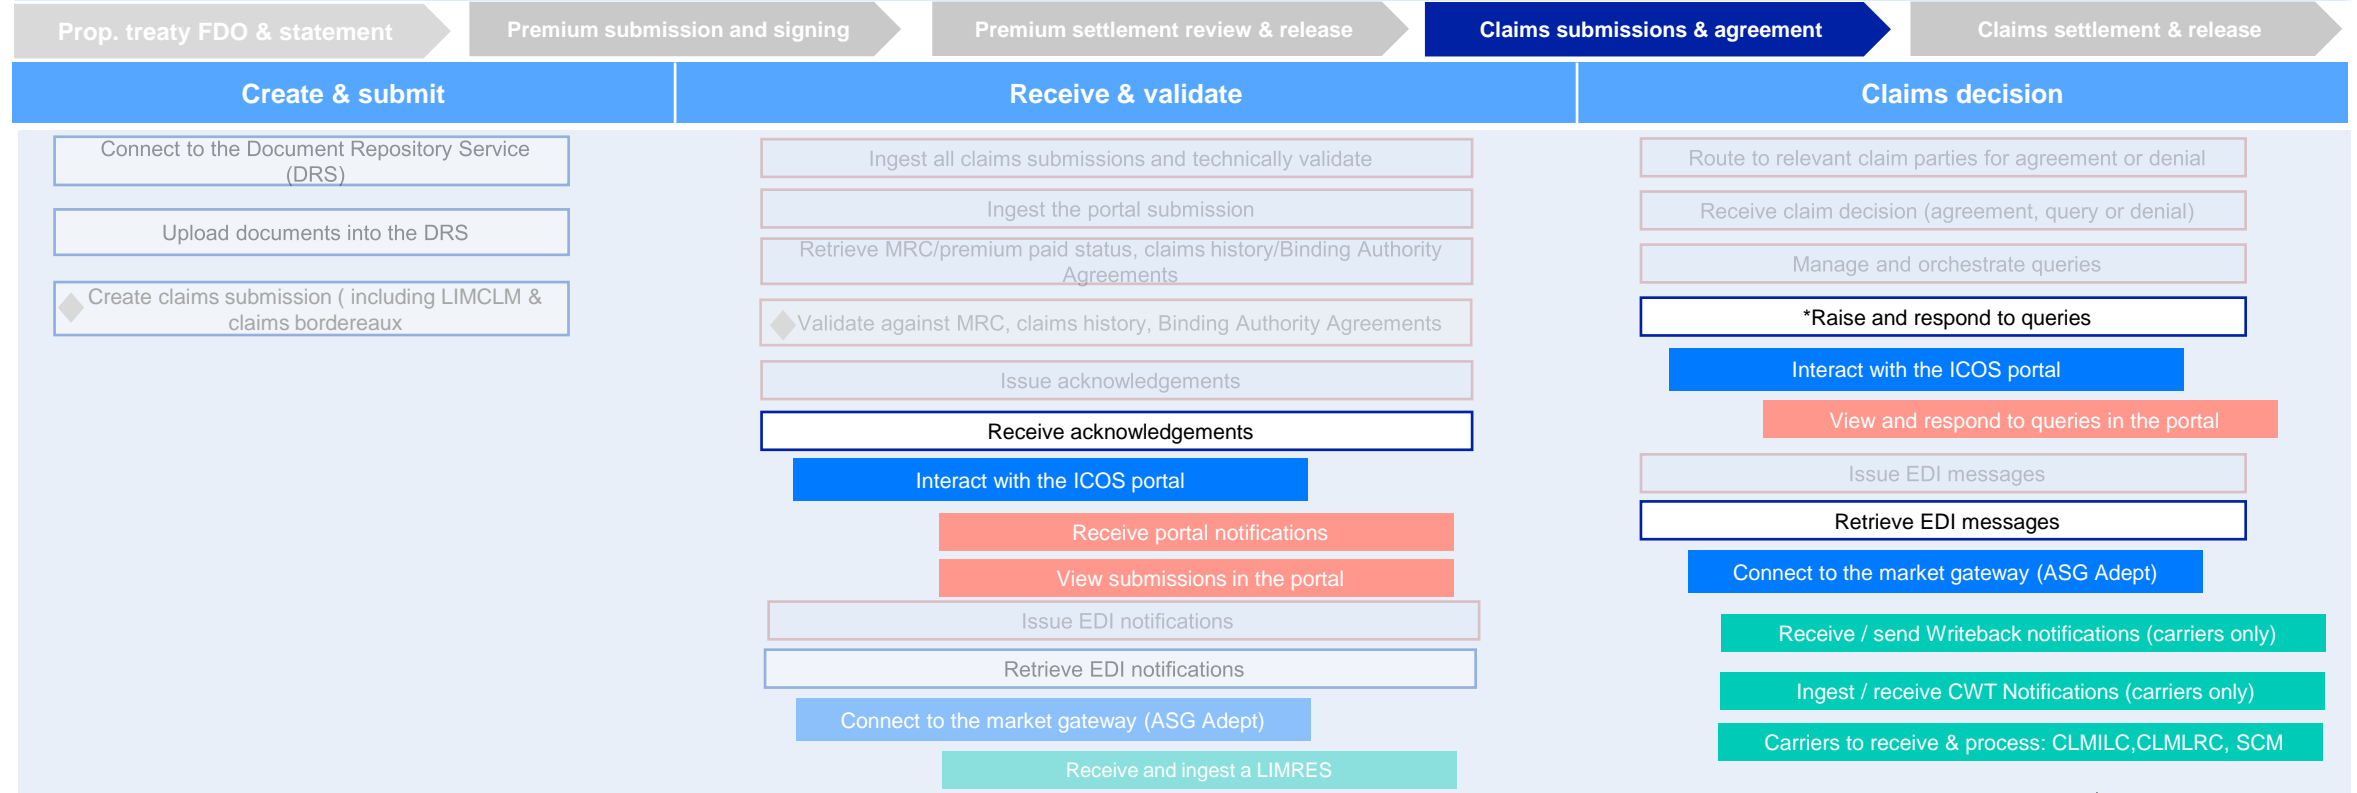 Prop. treaty FDO & statement
Premium submission and signing
Premium settlement review & release
Claims submissions & agreement
Claims settlement & release
Create & submit
Receive & validate
Claims decision
Connect to the Document Repository Service
(DRS)
Upload documents into the DRS
Create claims submission ( including LIMCLM &
claims bordereaux
Ingest all claims submissions and technically validate
Ingest the portal submission
Retrieve MRC/premium paid status, claims history/Binding Authority
Agreements
Validate against MRC, claims history, Binding Authority Agreements
Issue acknowledgements
Receive acknowledgements
Interact with the ICOS portal
Receive portal notifications
View submissions in the portal
Issue EDI notifications
Retrieve EDI notifications
Connect to the market gateway (ASG Adept)
Receive and ingest a LIMRES
Route to relevant claim parties for agreement or denial
Receive claim decision (agreement, query or denial)
Manage and orchestrate queries
*Raise and respond to queries
Interact with the ICOS portal
View and respond to queries in the portal
Issue EDI messages
Retrieve EDI messages
Connect to the market gateway (ASG Adept)
Receive / send Writeback notifications (carriers only)
Ingest / receive CWT Notifications (carriers only)
Carriers to receive & process: CLMILC,CLMLRC, SCM